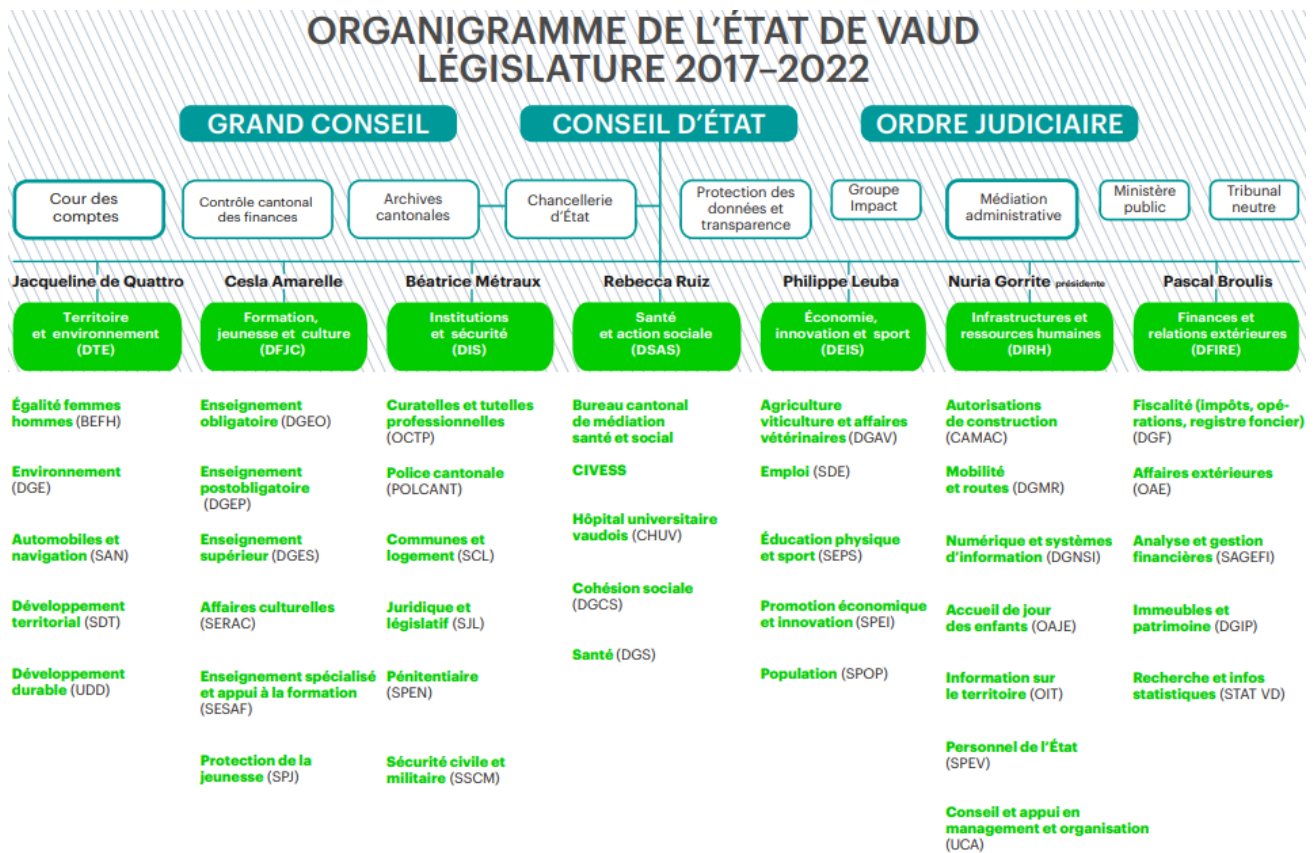 ORGANIGRAMME DE L'ÉTAT DE VAUD
LÉGISLATURE 2017–2022
GRAND CONSEIL
CONSEIL D'ÉTAT
ORDRE JUDICIAIRE
Cour des
comptes
Contrôle cantonal
des finances
Archives
cantonales
Chancellerie
d'État
Protection des
données et
transparence
Groupe
Impact
Médiation
administrative
Ministère
public
Tribunal
neutre
Jacqueline de Quattro
Territoire
et environnement
(DTE)
Égalité femmes
hommes (BEFH)
Environnement
(DGE)
Automobiles et
navigation (SAN)
Développement
territorial (SDT)
Développement
durable (UDD)
Cesla Amarelle
Formation,
jeunesse et culture
(DFJC)
Enseignement
obligatoire (DGEO)
Enseignement
postobligatoire
(DGEP)
Enseignement
supérieur (DGES)
Affaires culturelles
(SERAC)
Enseignement spécialisé
et appui à la formation
(SESAF)
Protection de la
jeunesse (SPJ)
Béatrice Métraux
Institutions
et sécurité
(DIS)
Curatelles et tutelles
professionnelles
(OCTP)
Police cantonale
(POLCANT)
Communes et
logement (SCL)
Juridique et
législatif (SJL)
Pénitentiaire
(SPEN)
Sécurité civile et
militaire (SSCM)
Rebecca Ruiz
Santé
et action sociale
(DSAS)
Bureau cantonal
de médiation
santé et social
CIVESS
Hôpital universitaire
vaudois (CHUV)
Cohésion sociale
(DGCS)
Santé (DGS)
Philippe Leuba
Économie,
innovation et sport
(DEIS)
Agriculture
viticulture et affaires
vétérinaires (DGAV)
Emploi (SDE)
Éducation physique
et sport (SEPS)
Promotion économique
et innovation (SPEI)
Population (SPOP)
Nuria Gorrite présidente
Infrastructures et
ressources humaines
(DIRH)
Autorisations
de construction
(CAMAC)
Mobilité
et routes (DGMR)
Numérique et systèmes
d'information (DGNSI)
Accueil de jour
des enfants (OAJE)
Information sur
le territoire (OIT)
Personnel de l'État
(SPEV)
Conseil et appui en
management et organisation
(UCA)
Pascal Broulis
Finances et
relations extérieures
(DFIRE)
Fiscalité (impôts, opé-
rations, registre foncier)
(DGF)
Affaires extérieures
(OAE)
Analyse et gestion
financières (SAGEFI)
Immeubles et
patrimoine (DGIP)
Recherche et infos
statistiques (STAT VD)